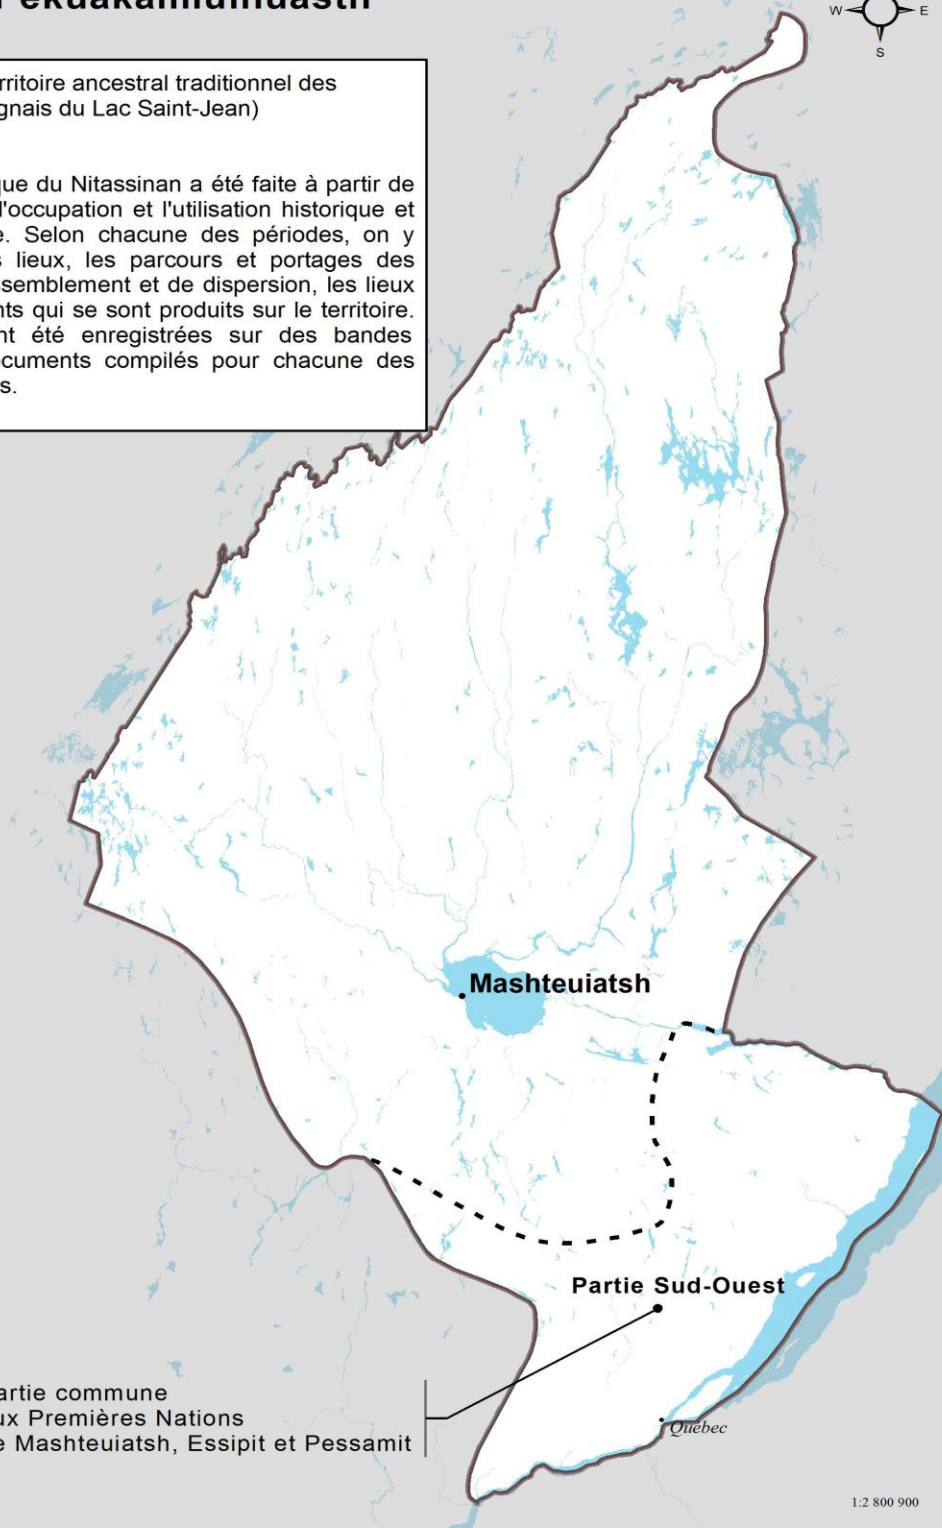 ekuakamiulnuatsh
W E
S
rritoire ancestral traditionnel des
gnais du Lac Saint-Jean)
que du Nitassinan a été faite à partir de
l'occupation et l'utilisation historique et
e. Selon chacune des périodes, on y
s lieux, les parcours et portages des
ssemblement et de dispersion, les lieux
nts qui se sont produits sur le territoire.
nt été enregistrées sur des bandes
ocuments compilés pour chacune des
s.
Mashteuiatsh
Partie Sud-Ouest
artie commune
ux Premières Nations
e Mashteuiatsh, Essipit et Pessamit
Québec
1:2 800 900